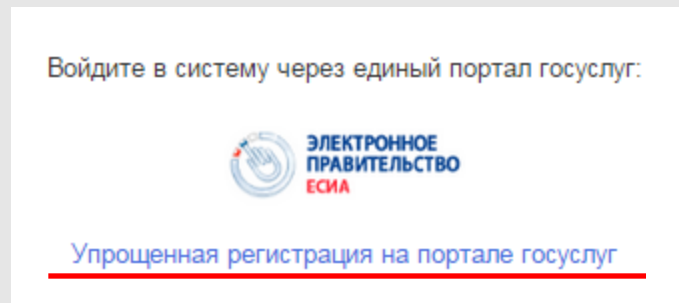 Войдите в систему через единый портал госуслуг:
ЭЛЕКТРОННОЕ
ПРАВИТЕЛЬСТВО
ЕСИА
Упрощенная регистрация на портале госуслуг